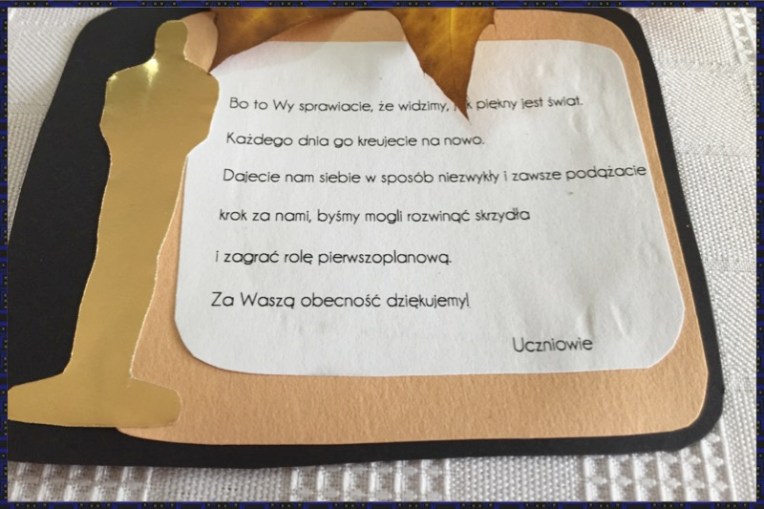 Bo to Wy sprawiacie, że widzimy, jak piękny jest świat.
Każdego dnia go kreujecie na nowo.
Dajecie nam siebie w sposób niezwykły i zawsze podążacie
krok za nami, byśmy mogli rozwinąć skrzydła
i zagrać rolę pierwszoplanową.
Za Waszą obecność dziękujemy!
Uczniowie